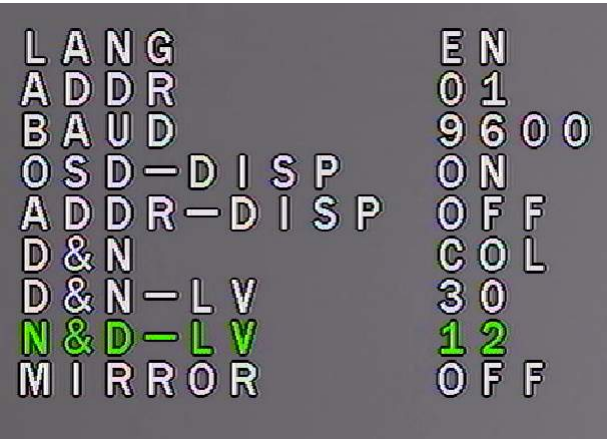 LANG EN
ADDR 01
BAUD 9600
OSD-DISP ON
ADDR-DISP OFF
D&N COL
D&N-LV 30
N&D-LV 12
MIRROR OFF